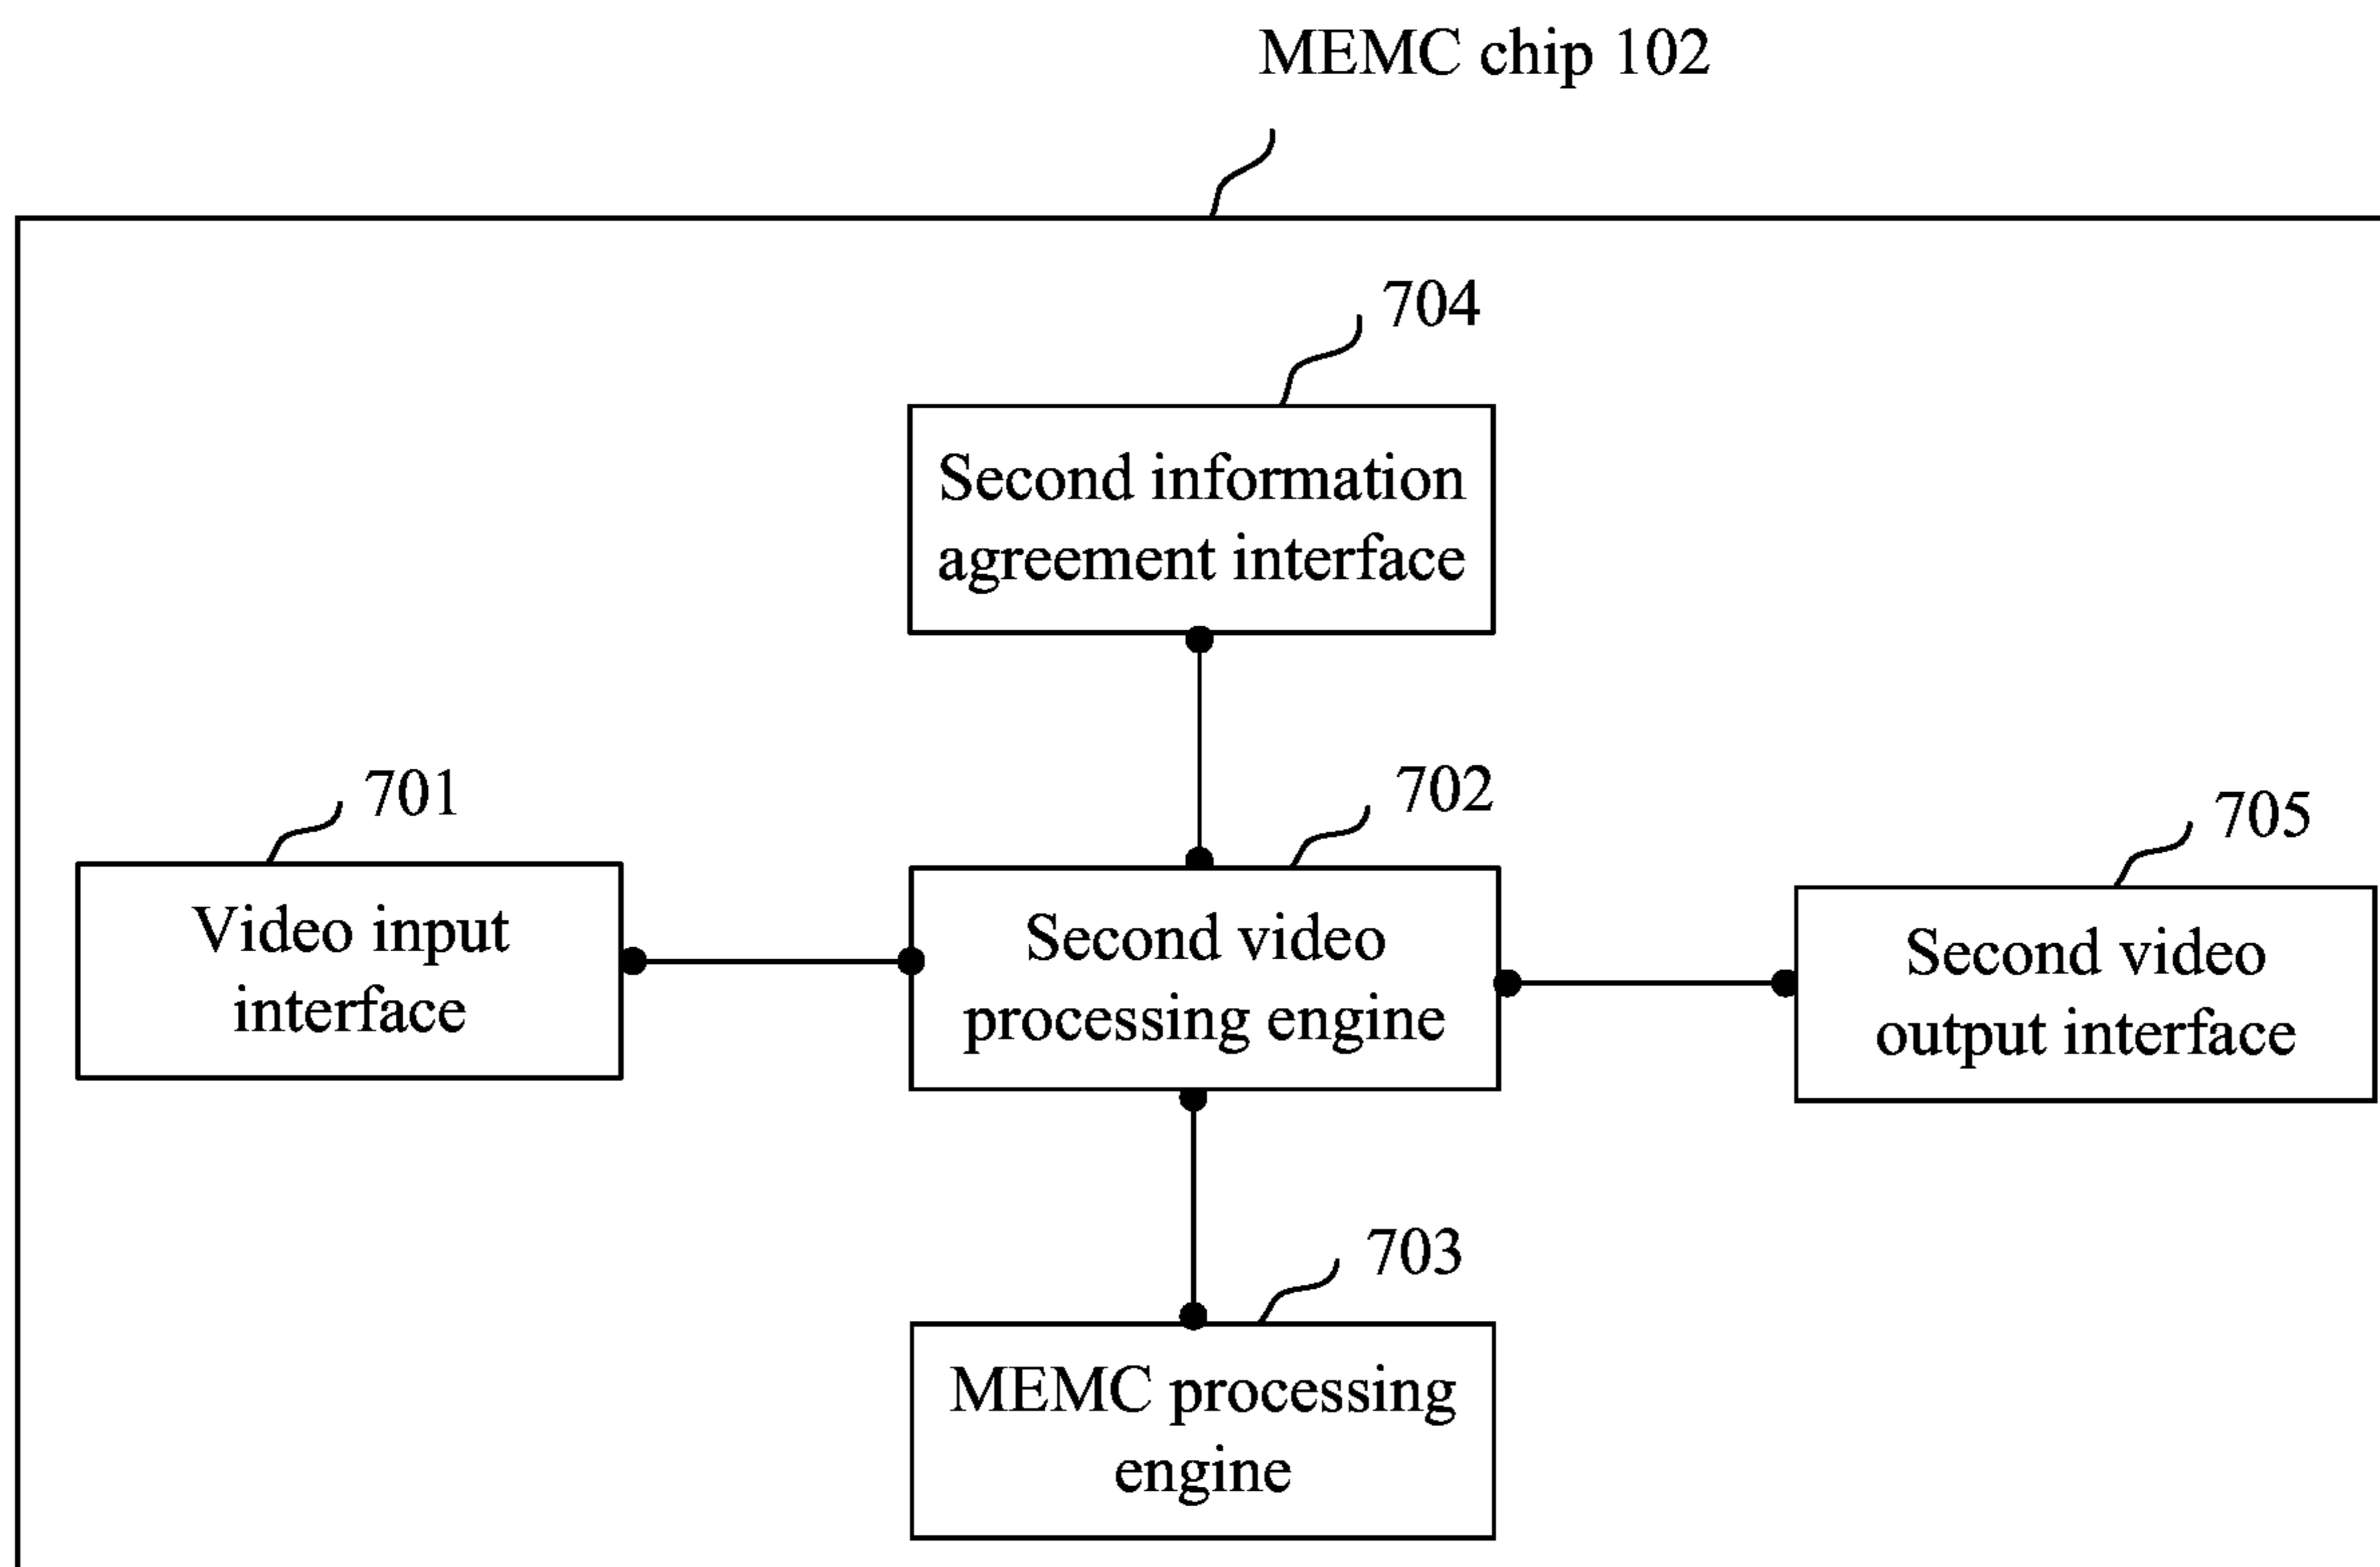 MEMC chip 102
704
Second information
agreement interface
701
Video input
interface
702
Second video
processing engine
705
Second video
output interface
703
MEMC processing
engine